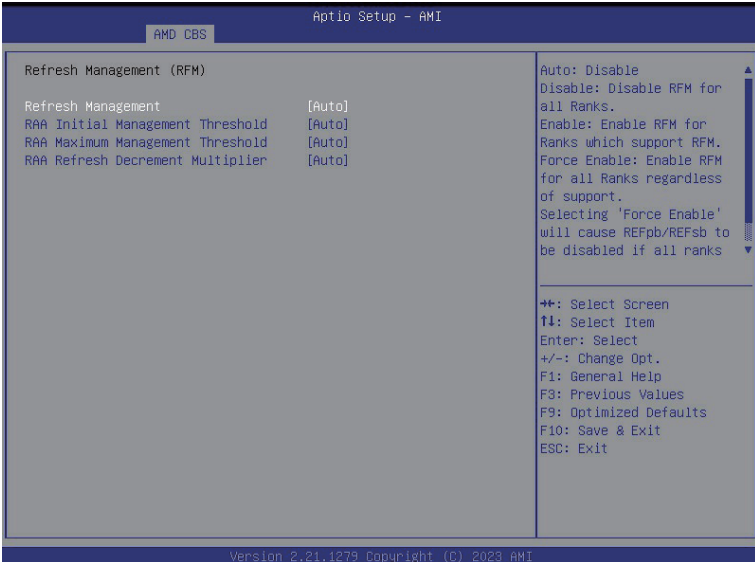 Aptio Setup - AMI
AMD CBS
Refresh Management (RFM)
Refresh Management [Auto]
RAA Initial Management Threshold [Auto]
RAA Maximum Management Threshold [Auto]
RAA Refresh Decrement Multiplier [Auto]
Auto: Disable
Disable: Disable RFM for
all Ranks.
Enable: Enable RFM for
Ranks which support RFM.
Force Enable: Enable RFM
for all Ranks regardless
of support.
Selecting 'Force Enable'
will cause REFpb/REFsb to
be disabled if all ranks
→←: Select Screen
↑↓: Select Item
Enter: Select
+/-: Change Opt.
F1: General Help
F3: Previous Values
F9: Optimized Defaults
F10: Save & Exit
ESC: Exit
Version 2.21.1279 Copyright (C) 2023 AMI